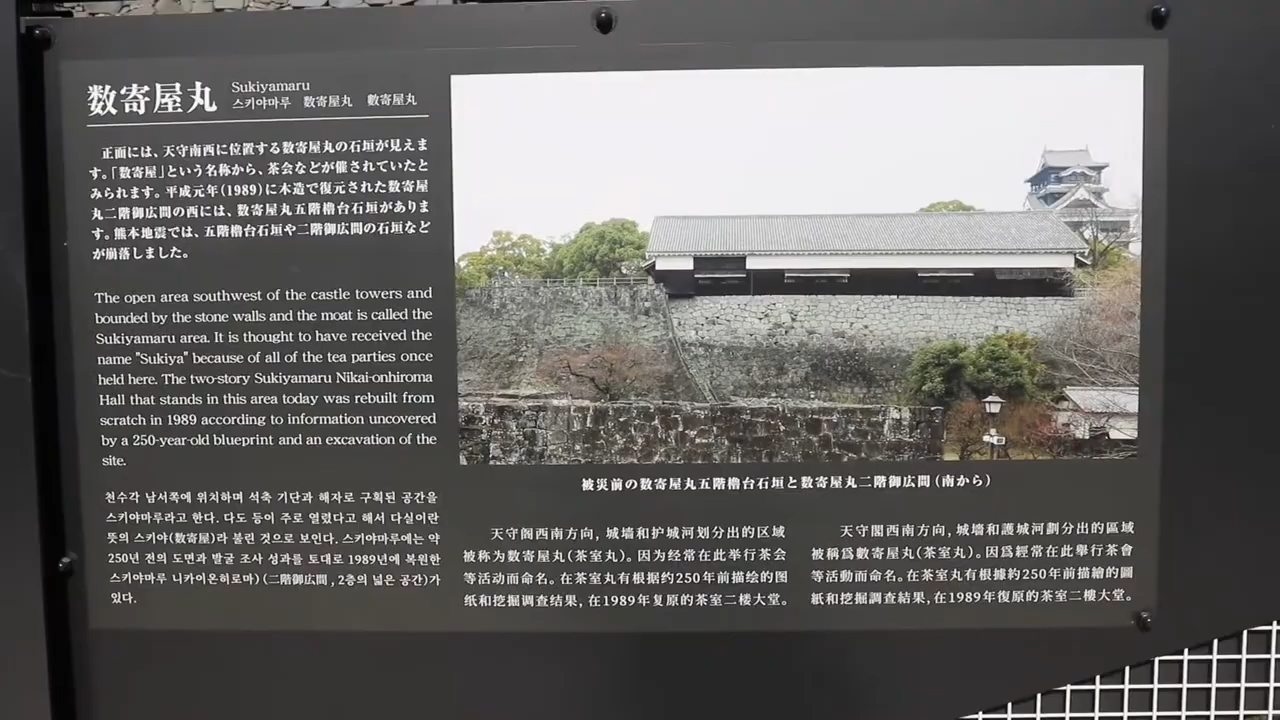 数寄屋丸
Sukiyamaru
스키야마루 数寄屋丸 數寄屋丸
正面には、天守南西に位置する数寄屋丸の石垣が見えま
す。「数寄屋」という名称から、茶会などが催されていたと
みられます。平成元年(1989)に木造で復元された数寄屋
丸二階御広間の西には、数寄屋丸五階櫓台石垣がありま
す。熊本地震では、五階櫓台石垣や二階御広間の石垣など
が崩落しました。
The open area southwest of the castle towers and
bounded by the stone walls and the moat is called the
Sukiyamaru area. It is thought to have received the
name "Sukiya" because of all of the tea parties once
held here. The two-story Sukiyamaru Nikai-onhiroma
Hall that stands in this area today was rebuilt from
scratch in 1989 according to information uncovered
by a 250-year-old blueprint and an excavation of the
site.
천수각 남서쪽에 위치하며 석축 기단과 해자로 구획된 공간을
스키야마루라고 한다. 다도 등이 주로 열렸다고 해서 다실이란
뜻의 스키야(数寄屋)라 불린 것으로 보인다. 스키야마루에는 약
250년 전의 도면과 발굴 조사 성과를 토대로 1989년에 복원한
스키야마루 니카이온히로마)(二階御広間, 2층의 넓은 공간)가
있다.
被災前の数寄屋丸五階櫓台石垣と数寄屋丸二階御広間(南から)
天守阁西南方向, 城墙和护城河划分出的区域
被称为数寄屋丸(茶室丸)。因为经常在此举行茶会
等活动而命名。在茶室丸有根据约250年前描绘的图
纸和挖掘调查结果, 在1989年复原的茶室二楼大堂。
天守閣西南方向, 城墻和護城河劃分出的區域
被稱爲數寄屋丸(茶室丸)。因爲經常在此舉行茶會
等活動而命名。在茶室丸有根據約250年前描繪的圖
紙和挖掘調查結果, 在1989年復原的茶室二樓大堂。